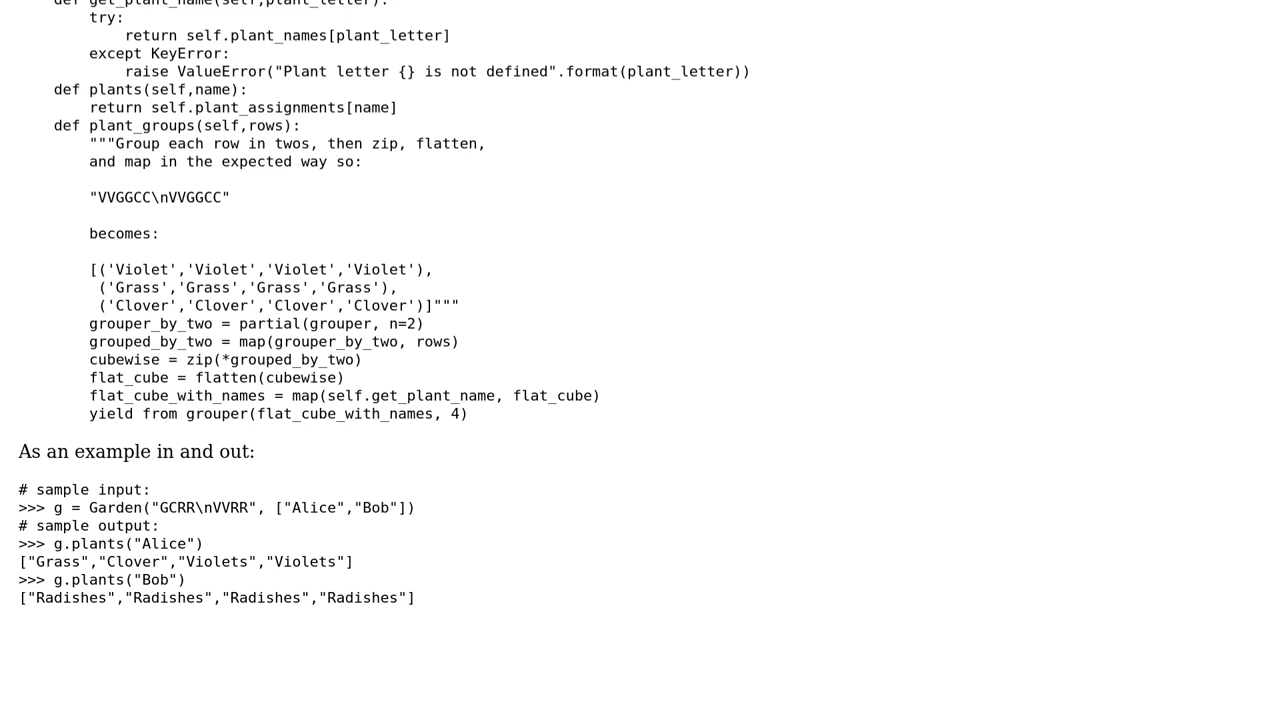 def get_plant_name(self,plant_letter):
try:
return self.plant_names[plant_letter]
except KeyError:
raise ValueError("Plant letter {} is not defined".format(plant_letter))
def plants(self,name):
return self.plant_assignments[name]
def plant_groups(self,rows):
"""Group each row in twos, then zip, flatten,
and map in the expected way so:
"VVGGCC\nVVGGCC"
becomes:
[('Violet','Violet','Violet','Violet'),
('Grass','Grass','Grass','Grass'),
('Clover','Clover','Clover','Clover')]"""
grouper_by_two = partial(grouper, n=2)
grouped_by_two = map(grouper_by_two, rows)
cubewise = zip(*grouped_by_two)
flat_cube = flatten(cubewise)
flat_cube_with_names = map(self.get_plant_name, flat_cube)
yield from grouper(flat_cube_with_names, 4)
As an example in and out:
# sample input:
>>> g = Garden("GCRR\nVVRR", ["Alice","Bob"])
# sample output:
>>> g.plants("Alice")
["Grass","Clover","Violets","Violets"]
>>> g.plants("Bob")
["Radishes","Radishes","Radishes","Radishes"]